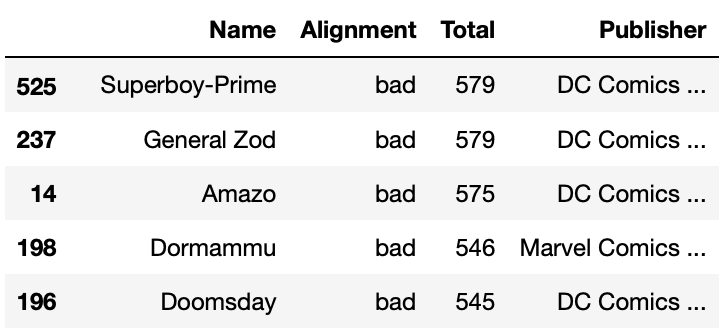 Name Alignment Total Publisher
525 Superboy-Prime bad 579 DC Comics ...
237 General Zod bad 579 DC Comics ...
14 Amazo bad 575 DC Comics ...
198 Dormammu bad 546 Marvel Comics ...
196 Doomsday bad 545 DC Comics ...